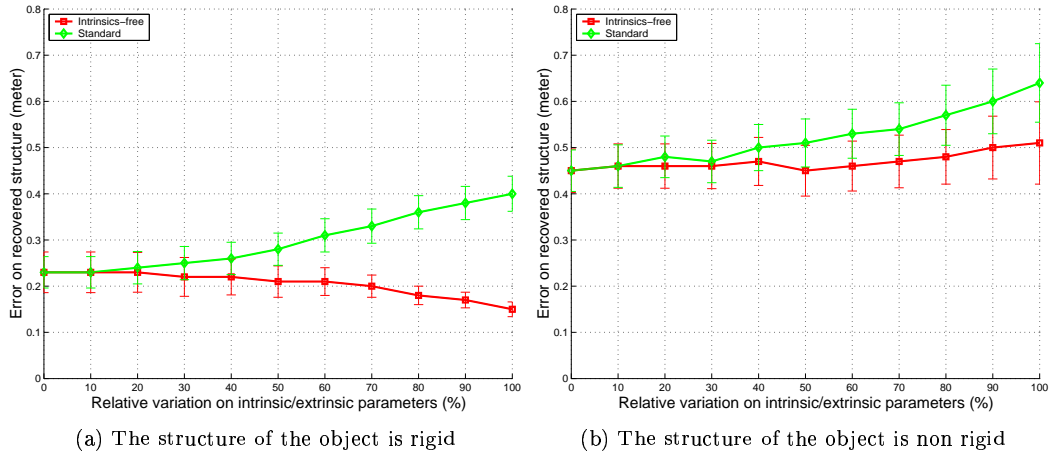 Intrinsics-free
Standard
0.8
0.7
0.6
0.5
0.4
0.3
0.2
0.1
0
Error on recovered structure (meter)
0 10 20 30 40 50 60 70 80 90 100
Relative variation on intrinsic/extrinsic parameters (%)
(a) The structure of the object is rigid
Intrinsics-free
Standard
0.8
0.7
0.6
0.5
0.4
0.3
0.2
0.1
0
Error on recovered structure (meter)
0 10 20 30 40 50 60 70 80 90 100
Relative variation on intrinsic/extrinsic parameters (%)
(b) The structure of the object is non rigid